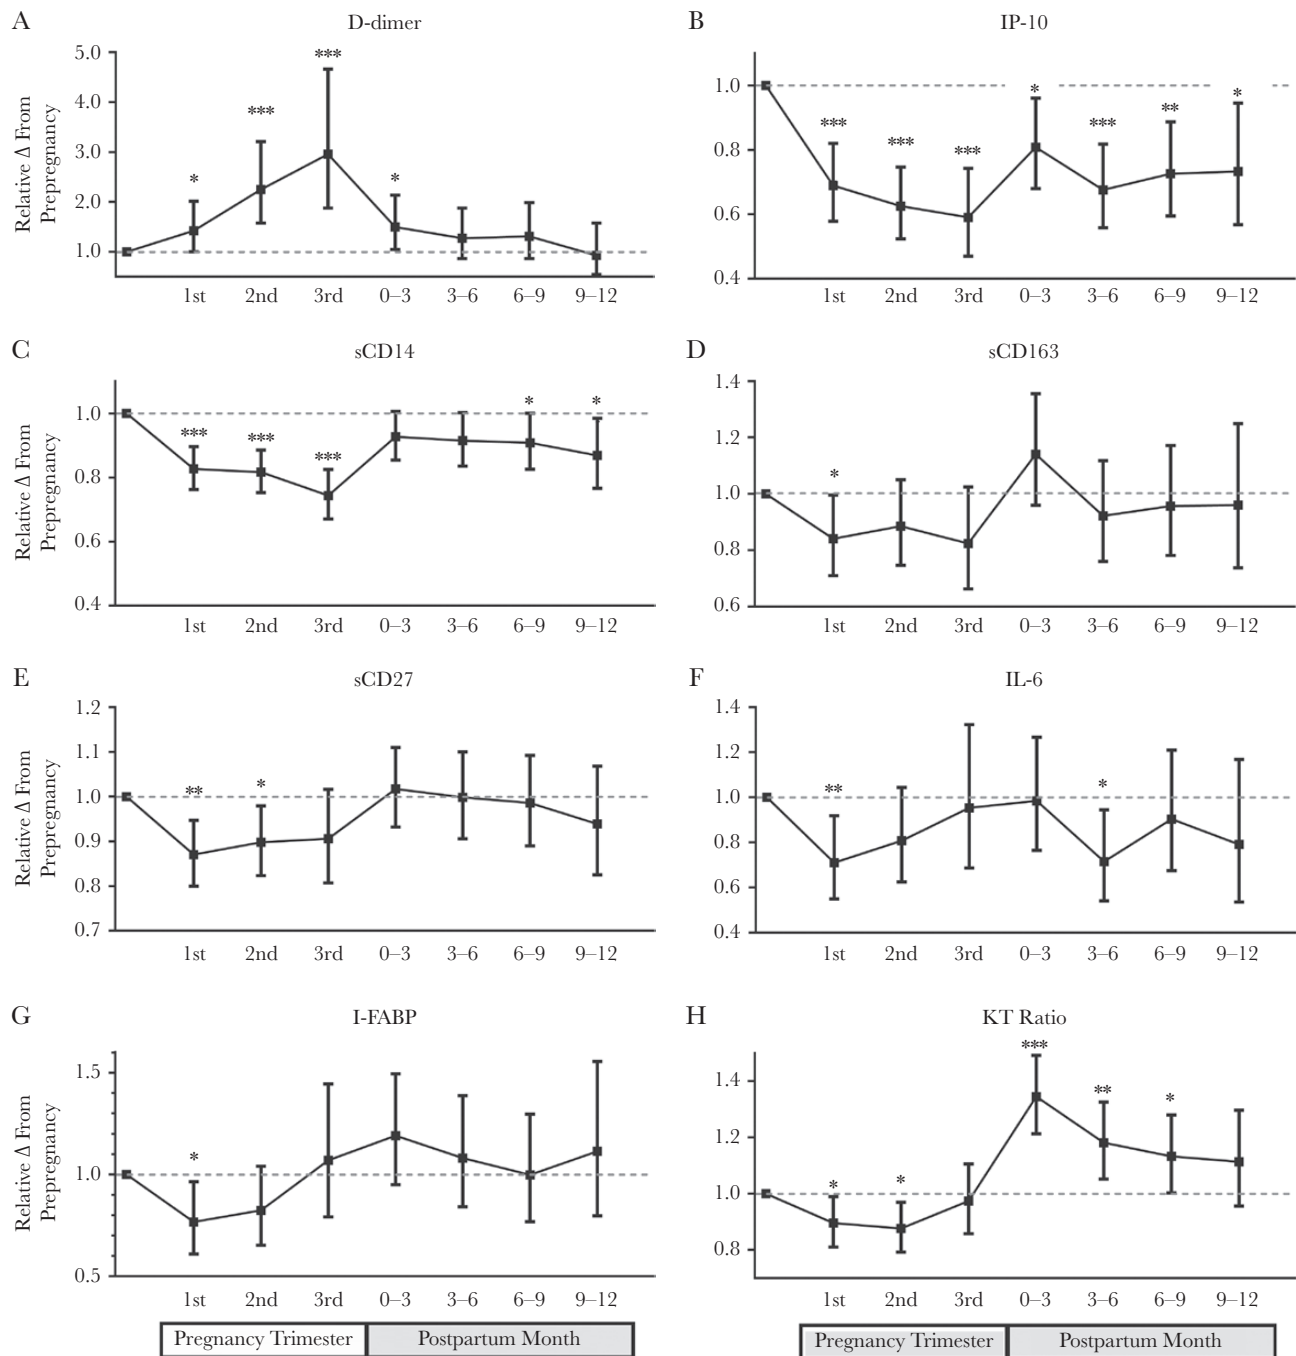 A
D-dimer
Relative Δ From
Prepregnancy
5.0
4.0
3.0
2.0
1.0
*
***
***
*
1st 2nd 3rd 0–3 3–6 6–9 9–12
B
IP-10
1.0
0.8
0.6
0.4
***
***
***
*
***
**
*
1st 2nd 3rd 0–3 3–6 6–9 9–12
C
sCD14
Relative Δ From
Prepregnancy
1.0
0.8
0.6
0.4
***
***
***
*
*
1st 2nd 3rd 0–3 3–6 6–9 9–12
D
sCD163
1.4
1.2
1.0
0.8
0.6
*
1st 2nd 3rd 0–3 3–6 6–9 9–12
E
sCD27
Relative Δ From
Prepregnancy
1.2
1.1
1.0
0.9
0.8
0.7
**
*
1st 2nd 3rd 0–3 3–6 6–9 9–12
F
IL-6
1.4
1.2
1.0
0.8
0.6
0.4
**
*
1st 2nd 3rd 0–3 3–6 6–9 9–12
G
I-FABP
Relative Δ From
Prepregnancy
1.5
1.0
0.5
*
1st 2nd 3rd 0–3 3–6 6–9 9–12
Pregnancy Trimester Postpartum Month
H
KT Ratio
1.4
1.2
1.0
0.8
*
*
***
**
*
1st 2nd 3rd 0–3 3–6 6–9 9–12
Pregnancy Trimester Postpartum Month